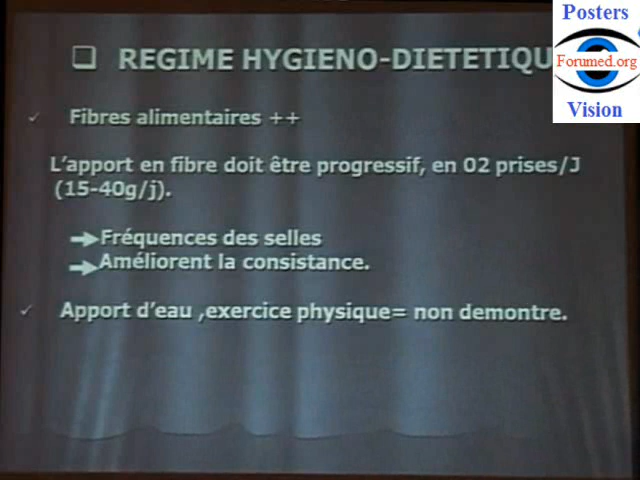 Posters
Forumed.org
Vision
REGIME HYGIENO-DIETETIQU
Fibres alimentaires ++
L'apport en fibre doit être progressif, en 02 prises/J
(15-40g/j).
Fréquences des selles
Améliorent la consistance.
Apport d'eau ,exercice physique= non demontre.